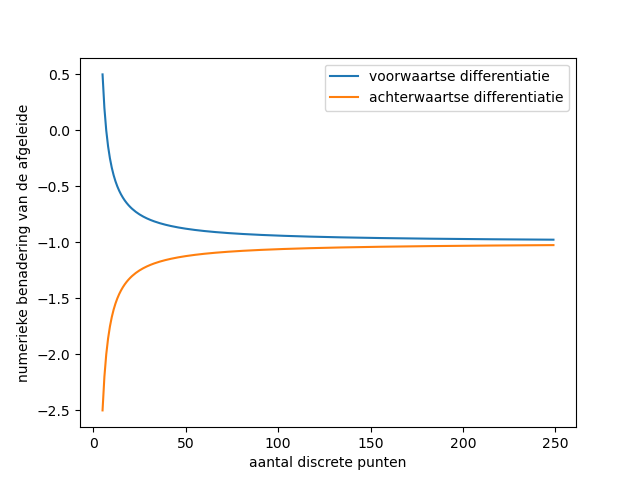 voorwaartse differentiatie
achterwaartse differentiatie
numerieke benadering van de afgeleide
0.5
0.0
−0.5
−1.0
−1.5
−2.0
−2.5
0 50 100 150 200 250
aantal discrete punten